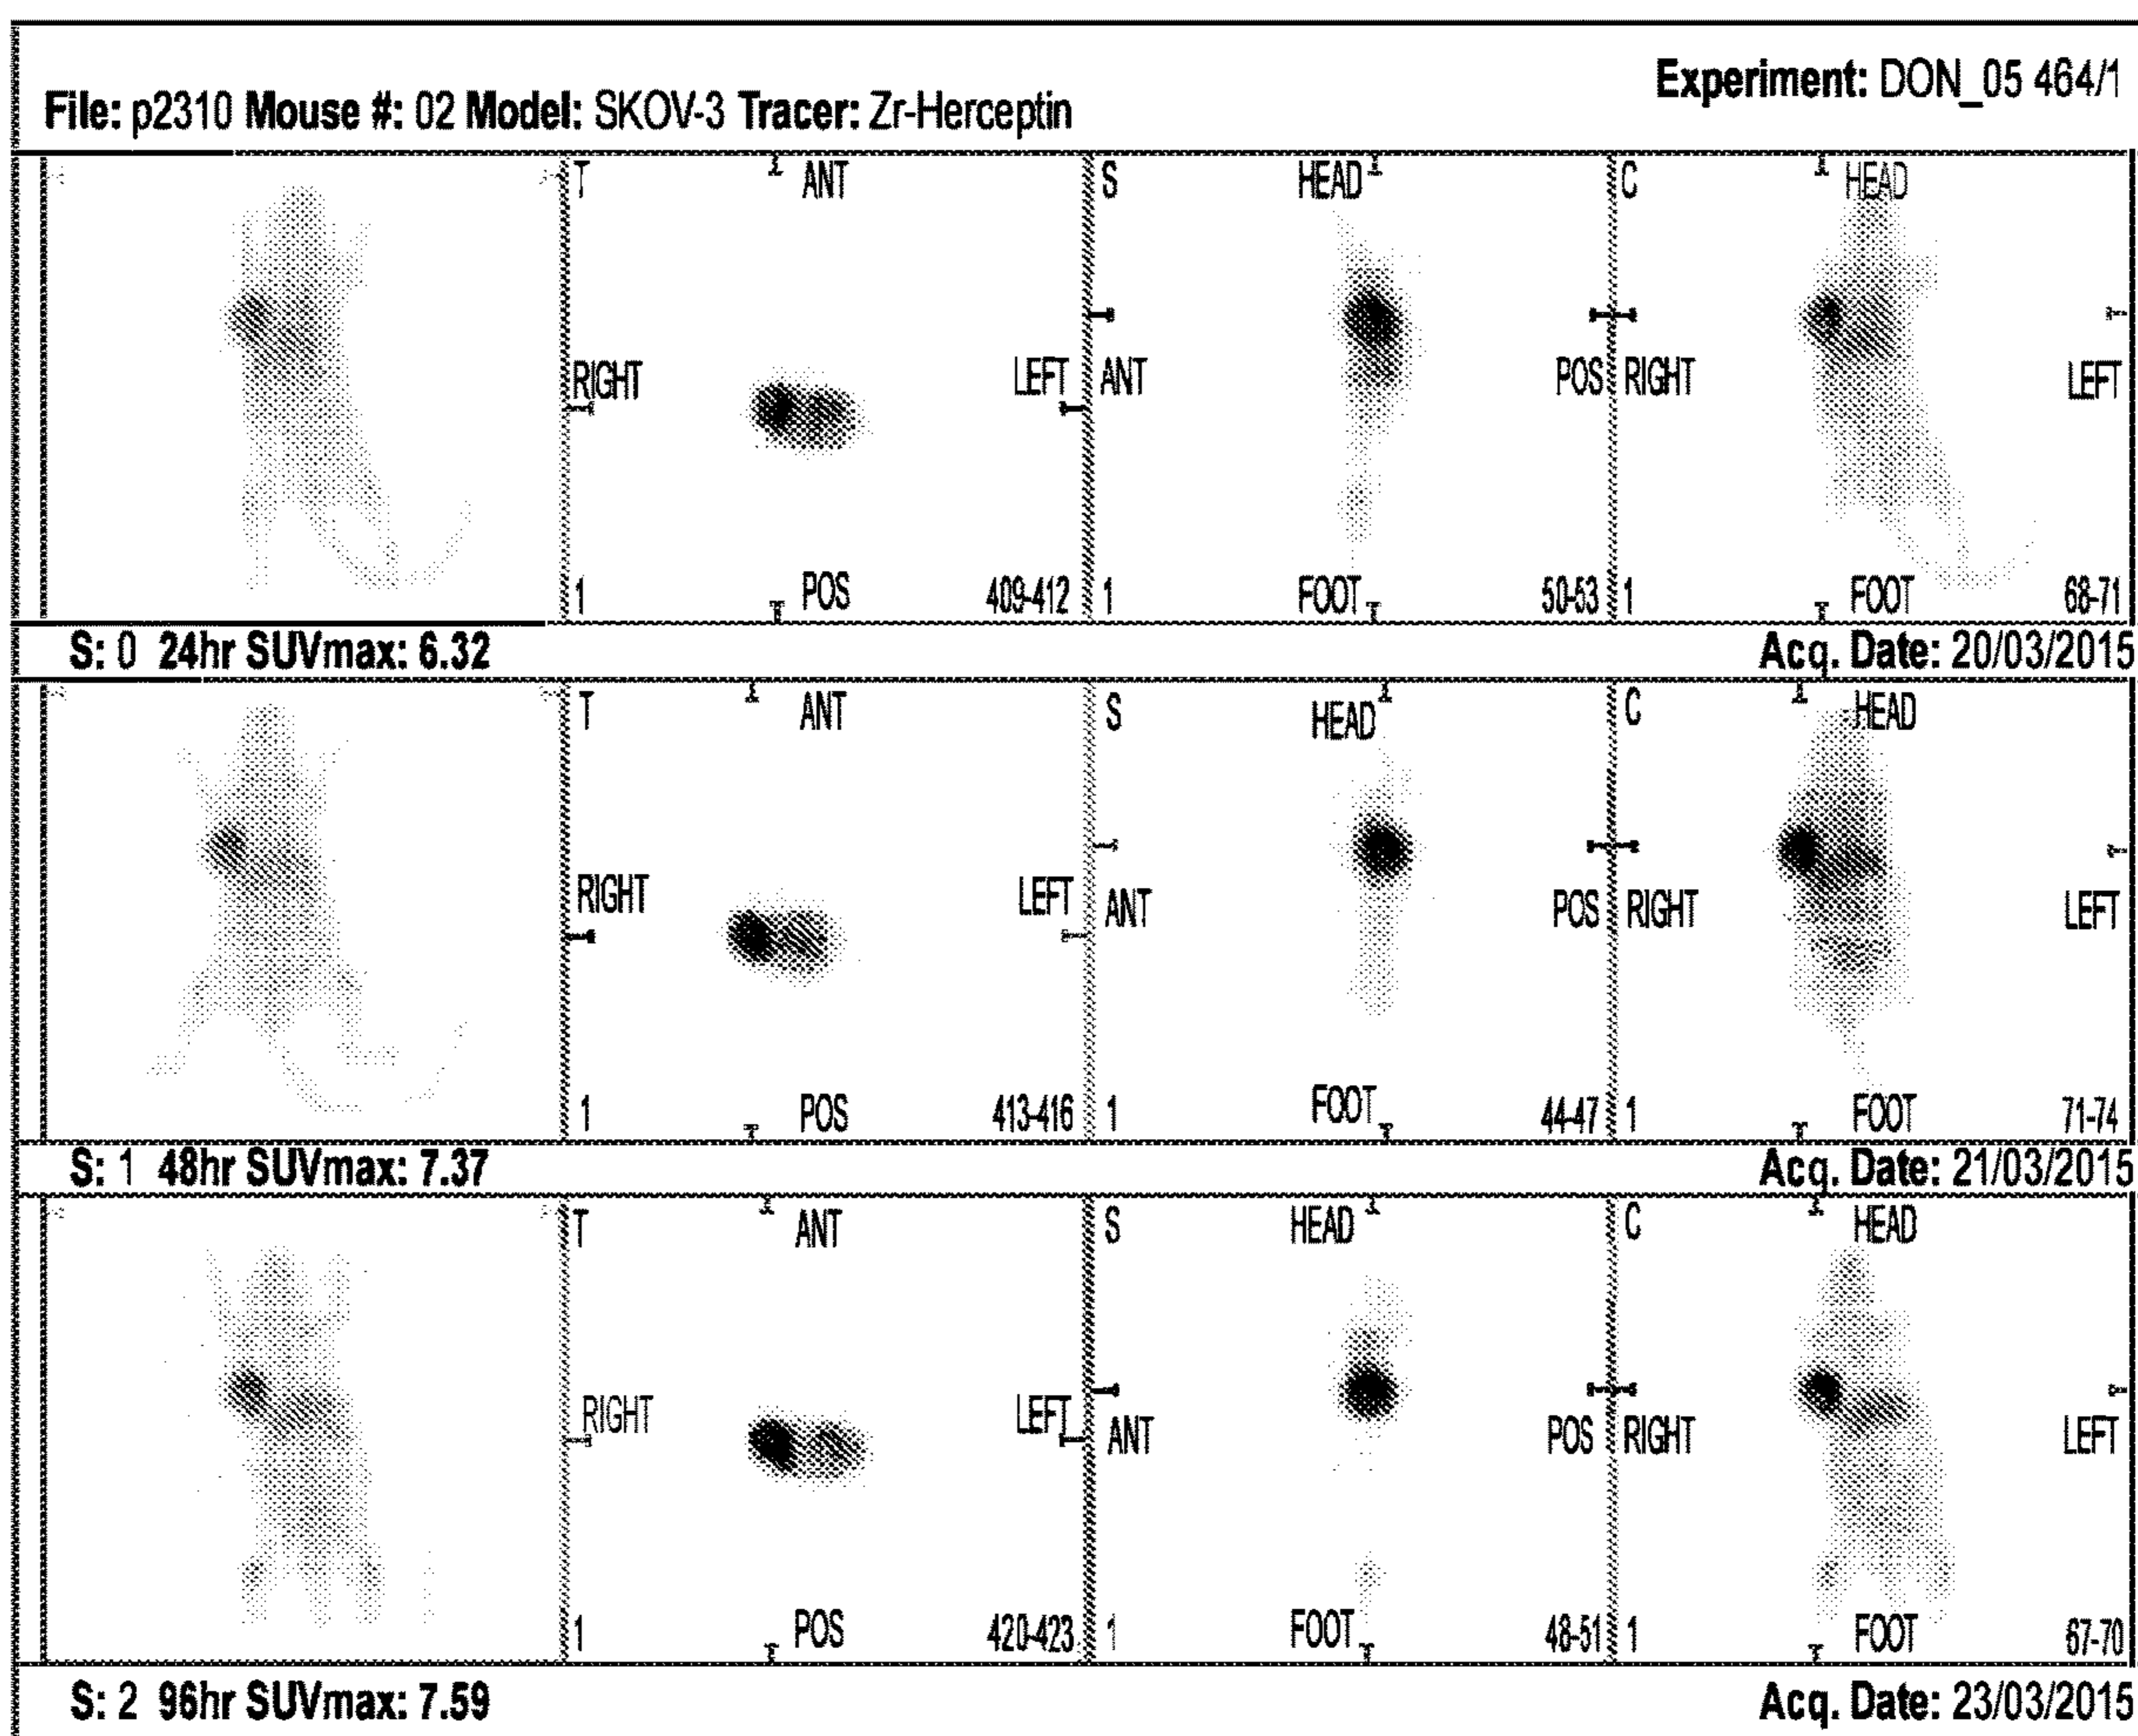 Experiment: DON_05 464/1
File: p2310 Mouse #: 02 Model: SKOV-3 Tracer: Zr-Herceptin
T ANT S HEAD C HEAD
RIGHT LEFT ANT POS RIGHT LEFT
1 POS 409-412 1 FOOT 50-53 1 FOOT 68-71
S: 0 24hr SUVmax: 6.32 Acq. Date: 20/03/2015
T ANT S HEAD C HEAD
RIGHT LEFT ANT POS RIGHT LEFT
1 POS 413-416 1 FOOT 44-47 1 FOOT 71-74
S: 1 48hr SUVmax: 7.37 Acq. Date: 21/03/2015
T ANT S HEAD C HEAD
RIGHT LEFT ANT POS RIGHT LEFT
1 POS 420-423 1 FOOT 48-51 1 FOOT 67-70
S: 2 96hr SUVmax: 7.59 Acq. Date: 23/03/2015